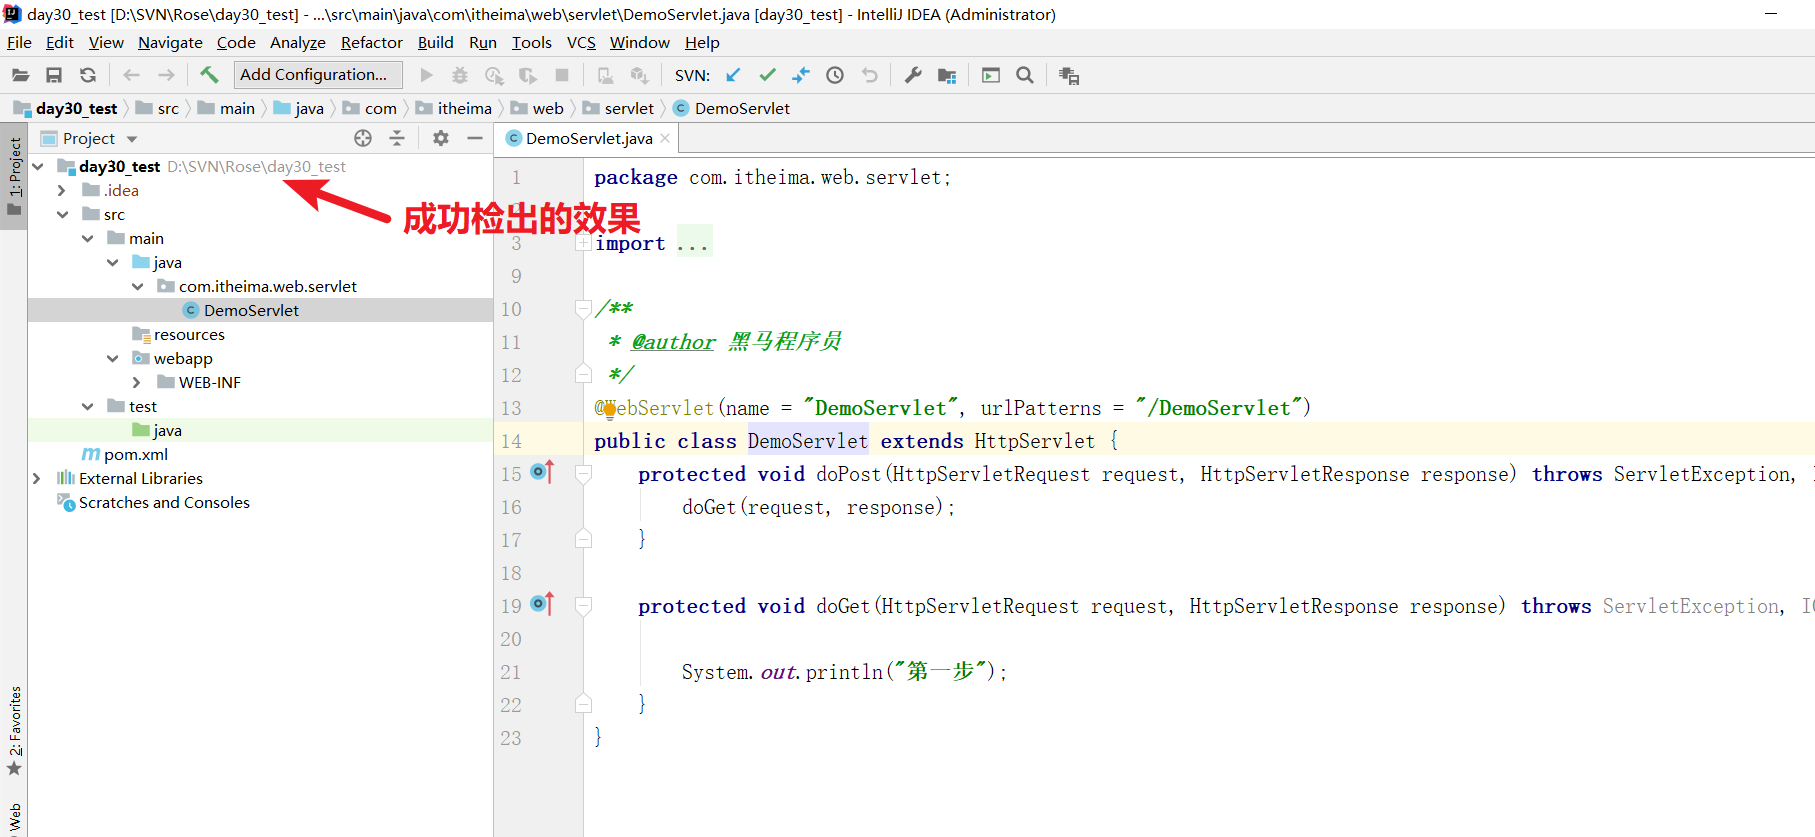 day30_test [D:\SVN\Rose\day30_test] - ...\src\main\java\com\itheima\web\servlet\DemoServlet.java [day30_test] - IntelliJ IDEA (Administrator)
File Edit View Navigate Code Analyze Refactor Build Run Tools VCS Window Help
Add Configuration... SVN:
day30_test src main java com itheima web servlet DemoServlet
1: Project
Project
DemoServlet.java
day30_test D:\SVN\Rose\day30_test
.idea
src
main
java
com.itheima.web.servlet
DemoServlet
resources
webapp
WEB-INF
test
java
pom.xml
External Libraries
Scratches and Consoles
成功检出的效果
2: Favorites
Web
1 package com.itheima.web.servlet;
3 import ...
9
10 /**
11 * @author 黑马程序员
12 */
13 @WebServlet(name = "DemoServlet", urlPatterns = "/DemoServlet")
14 public class DemoServlet extends HttpServlet {
15 protected void doPost(HttpServletRequest request, HttpServletResponse response) throws ServletException,
16 doGet(request, response);
17 }
18
19 protected void doGet(HttpServletRequest request, HttpServletResponse response) throws ServletException,
20
21 System.out.println("第一步");
22 }
23 }